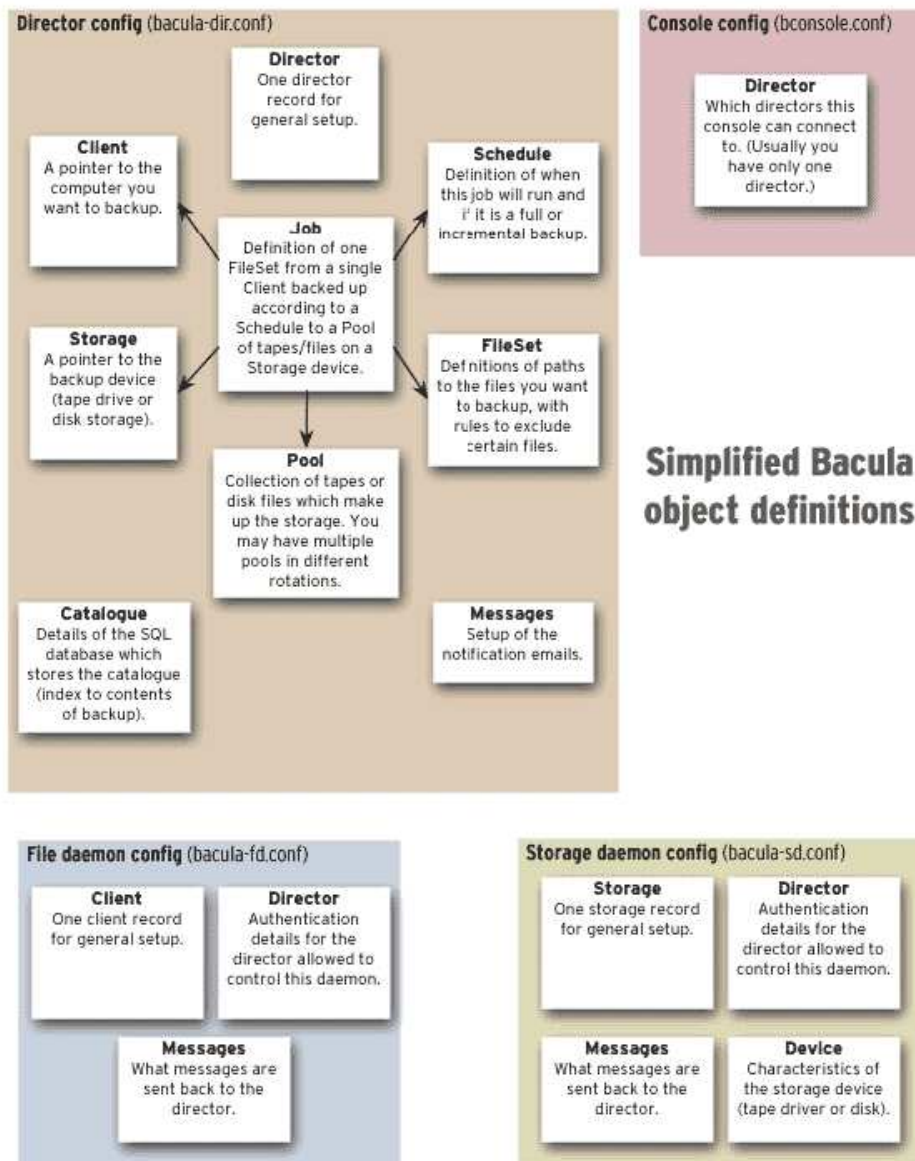 Director config (bacula-dir.conf)
Director
One director
record for
general setup.
Client
A pointer to the
computer you
want to backup.
Schedule
Definition of when
this job will run and
if it is a full or
incremental backup.
Job
Definition of one
FileSet from a single
Client backed up
according to a
Schedule to a Pool
of tapes/files on a
Storage device.
Storage
A pointer to the
backup device
(tape drive or
disk storage).
FileSet
Definitions of paths
to the files you want
to backup, with
rules to exclude
certain files.
Pool
Collection of tapes or
disk files which make
up the storage. You
may have multiple
pools in different
rotations.
Catalogue
Details of the SQL
database which
stores the catalogue
(index to contents
of backup).
Messages
Setup of the
notification emails.
Console config (bconsole.conf)
Director
Which directors this
console can connect
to. (Usually you
have only one
director.)
Simplified Bacula
object definitions
File daemon config (bacula-fd.conf)
Client
One client record
for general setup.
Director
Authentication
details for the
director allowed to
control this daemon.
Messages
What messages are
sent back to the
director.
Storage daemon config (bacula-sd.conf)
Storage
One storage record
for general setup.
Director
Authentication
details for the
director allowed to
control this daemon.
Messages
What messages are
sent back to the
director.
Device
Characteristics of
the storage device
(tape driver or disk).